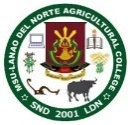 MSU-LANAO DEL NORTE AGRICULTURAL COLLEGE
SND 2001 LDN